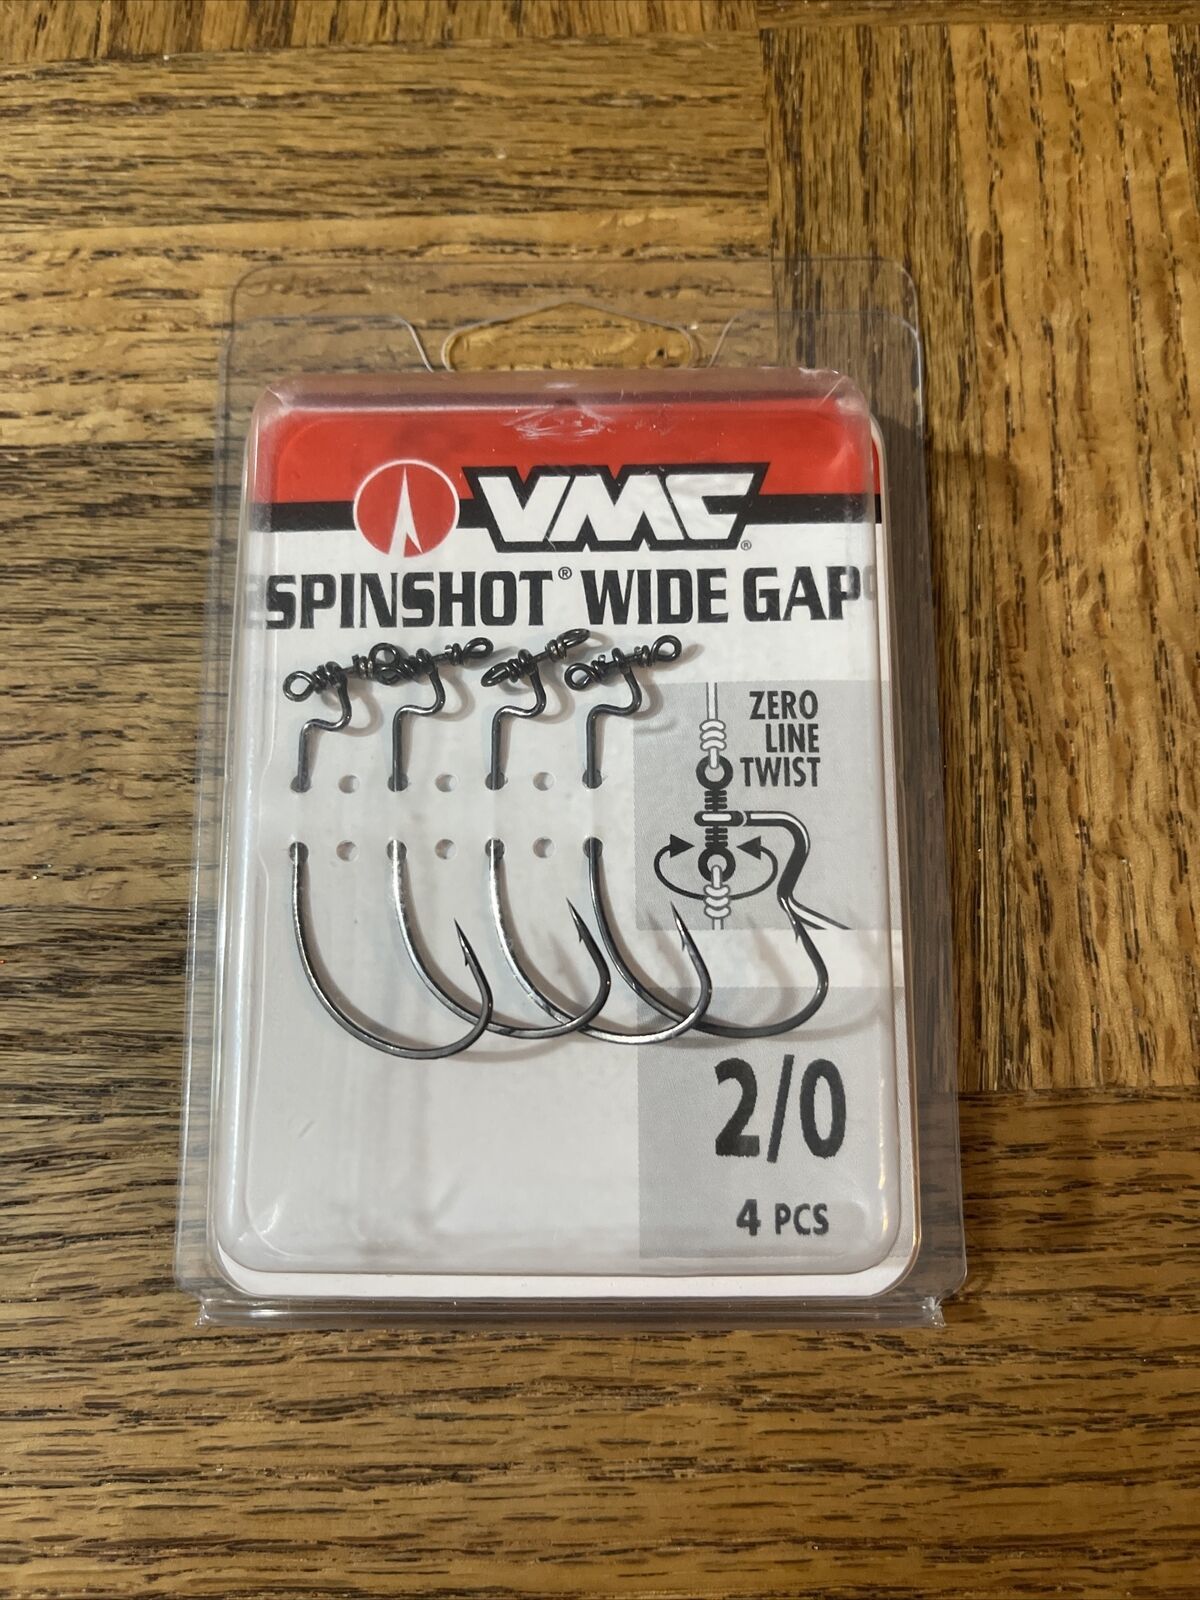 VMC®
SPINSHOT® WIDE GAP
ZERO
LINE
TWIST
2/0
4 PCS